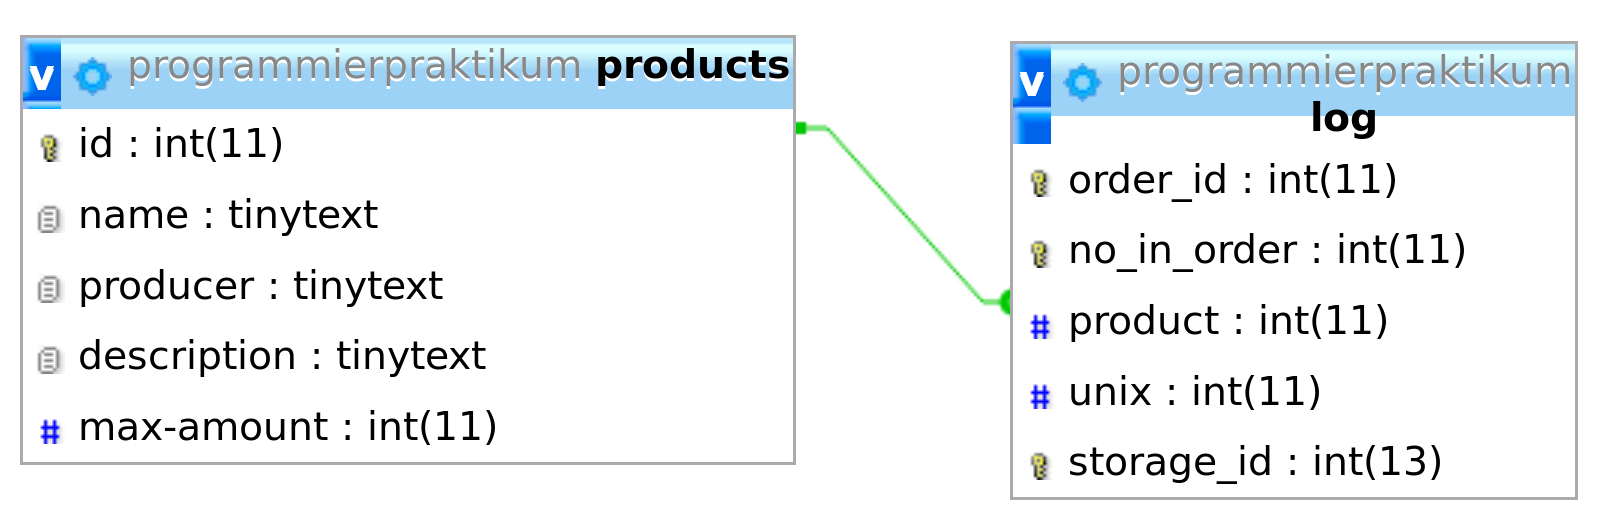 v programmierpraktikum products
id : int(11)
name : tinytext
producer : tinytext
description : tinytext
max-amount : int(11)
v programmierpraktikum
log
order_id : int(11)
no_in_order : int(11)
product : int(11)
unix : int(11)
storage_id : int(13)